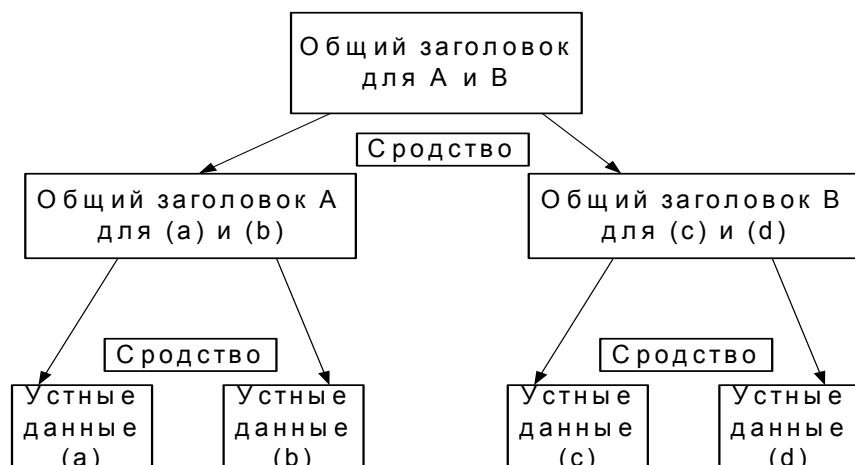 Общий заголовок
для А и В
Сродство
Общий заголовок А
для (a) и (b)
Общий заголовок В
для (c) и (d)
Сродство
Сродство
Устные
данные
(a)
Устные
данные
(b)
Устные
данные
(c)
Устные
данные
(d)